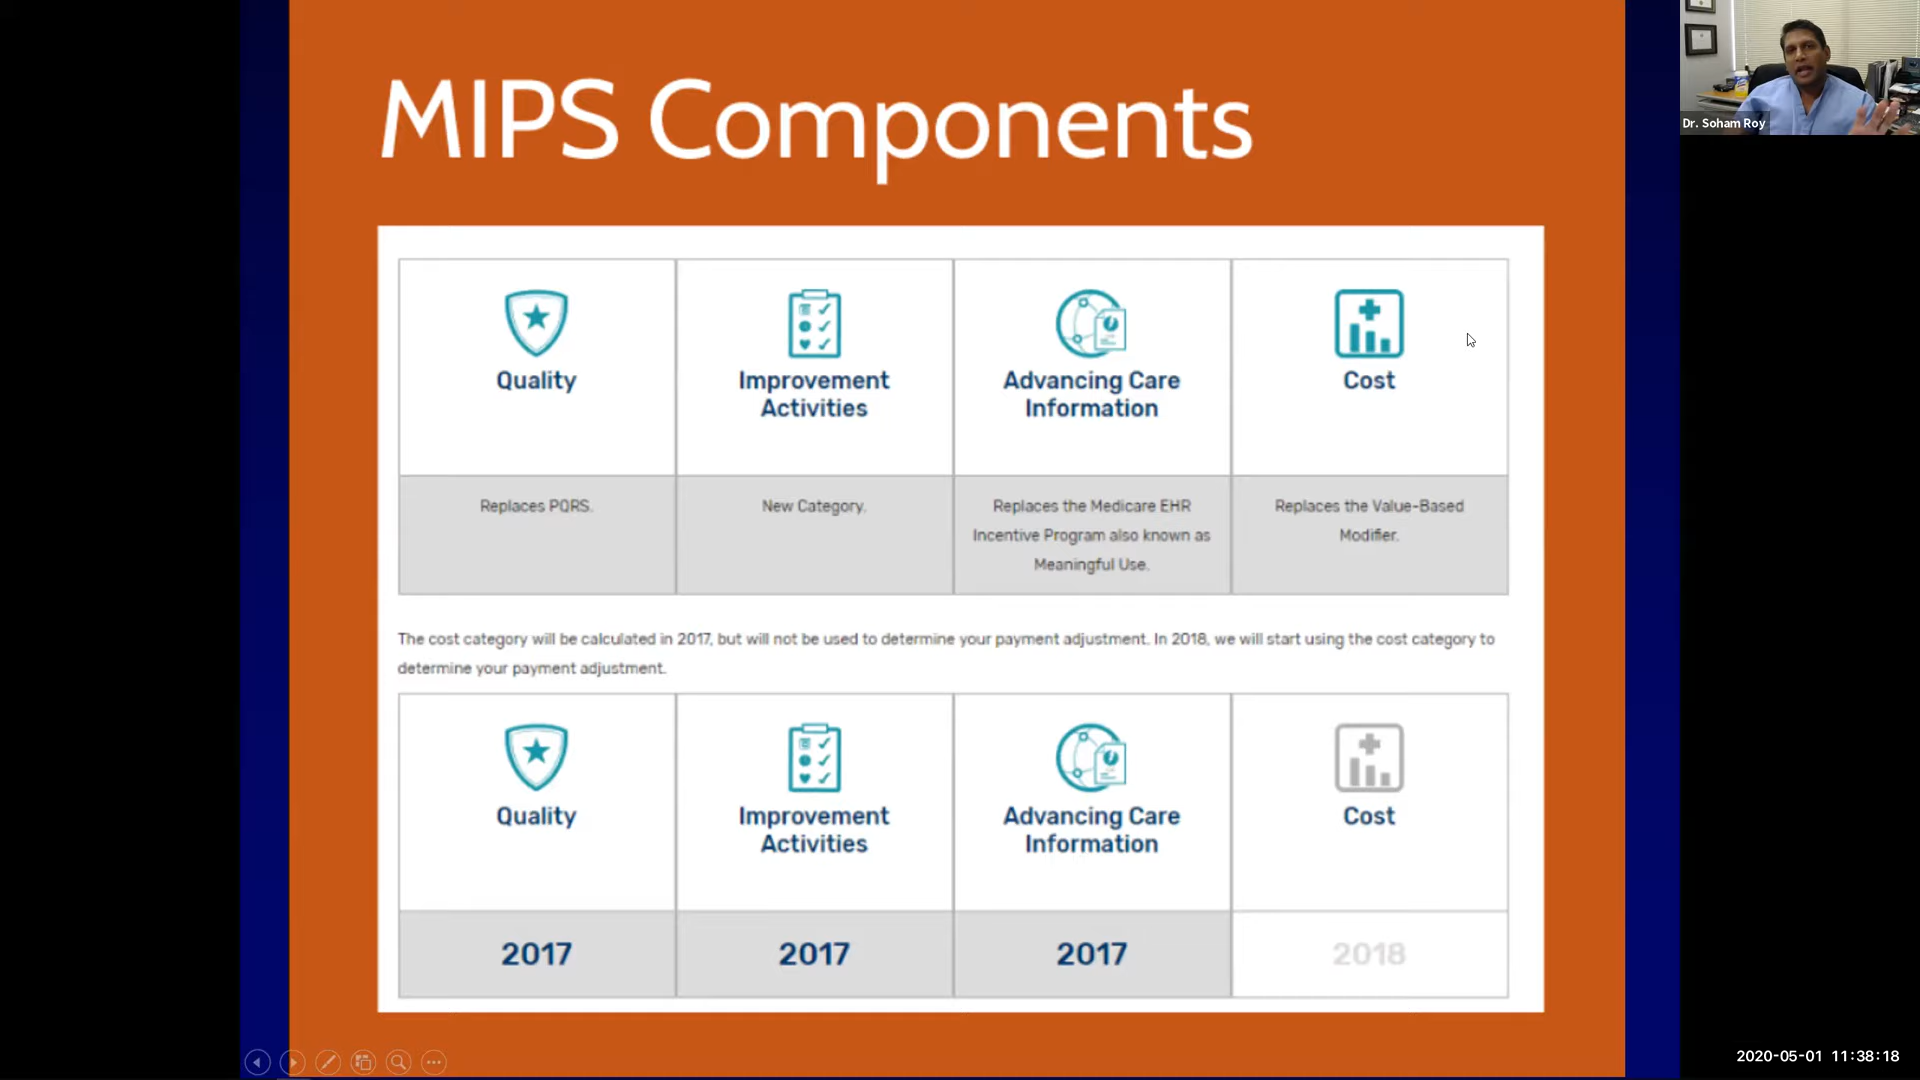 MIPS Components
Dr. Soham Roy
Quality
Improvement
Activities
Advancing Care
Information
Cost
Replaces PQRS.
New Category.
Replaces the Medicare EHR
Incentive Program also known as
Meaningful Use.
Replaces the Value-Based
Modifier.
The cost category will be calculated in 2017, but will not be used to determine your payment adjustment. In 2018, we will start using the cost category to
determine your payment adjustment.
Quality
Improvement
Activities
Advancing Care
Information
Cost
2017
2017
2017
2018
2020-05-01 11:38:18